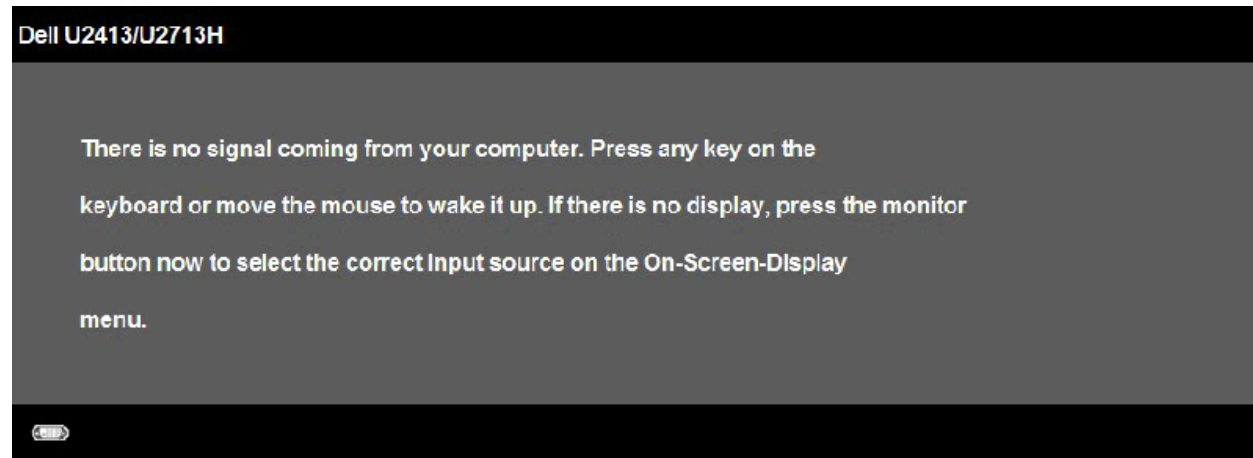 Dell U2413/U2713H
There is no signal coming from your computer. Press any key on the
keyboard or move the mouse to wake it up. If there is no display, press the monitor
button now to select the correct Input source on the On-Screen-Display
menu.